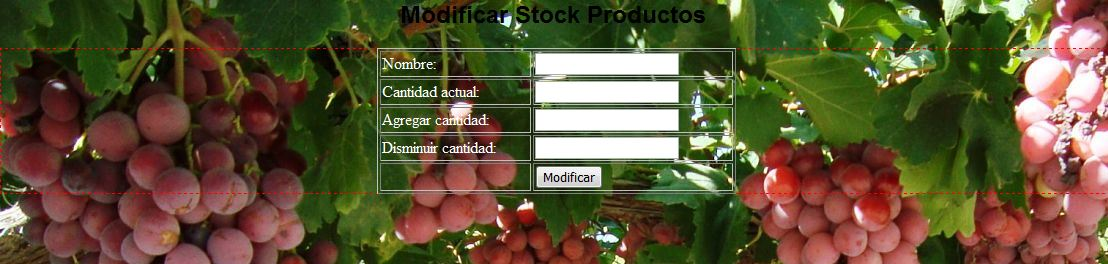 Modificar Stock Productos
Nombre:
Cantidad actual:
Agregar cantidad:
Disminuir cantidad:
Modificar